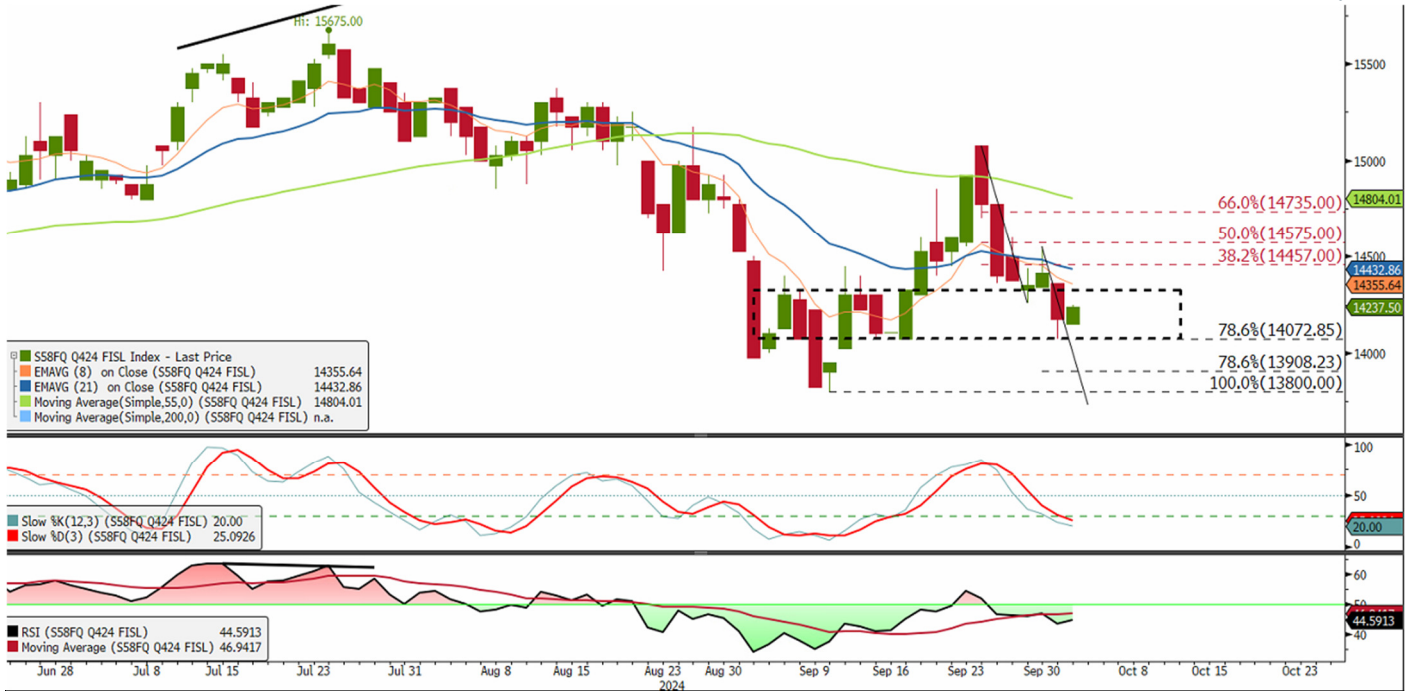 Hi: 15675.00
15500
15000
14804.01
66.0%(14735.00)
50.0%(14575.00)
14500
38.2%(14457.00)
14432.86
14355.64
14237.50
78.6%(14072.85)
14000
78.6%(13908.23)
100.0%(13800.00)
S58FQ Q424 FISL Index - Last Price
EMAVG (8) on Close (S58FQ Q424 FISL) 14355.64
EMAVG (21) on Close (S58FQ Q424 FISL) 14432.86
Moving Average(Simple,55,0) (S58FQ Q424 FISL) 14804.01
Moving Average(Simple,200,0) (S58FQ Q424 FISL) n.a.
100
50
20.00
0
Slow %K(12,3) (S58FQ Q424 FISL) 20.00
Slow %D(3) (S58FQ Q424 FISL) 25.0926
60
50
44.5913
40
RSI (S58FQ Q424 FISL) 44.5913
Moving Average (S58FQ Q424 FISL) 46.9417
Jun 28 Jul 8 Jul 15 Jul 23 Jul 31 Aug 8 Aug 15 Aug 23 Aug 30 Sep 9 Sep 16 Sep 23 Sep 30 Oct 8 Oct 15 Oct 23
2024